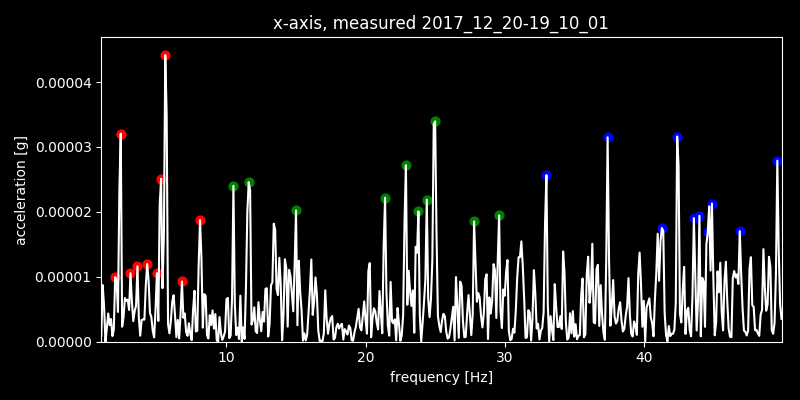 x-axis, measured 2017_12_20-19_10_01
0.00004
0.00003
0.00002
0.00001
0.00000
acceleration [g]
10 20 30 40
frequency [Hz]